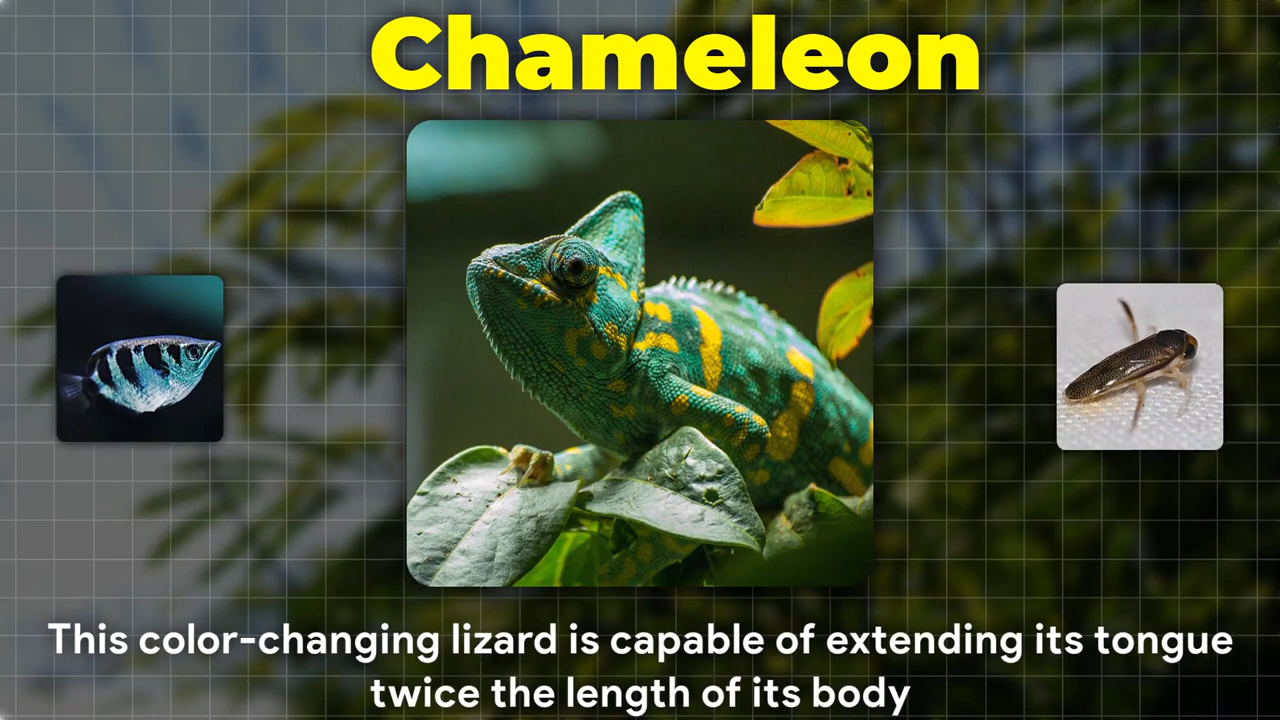 Chameleon
This color-changing lizard is capable of extending its tongue
twice the length of its body